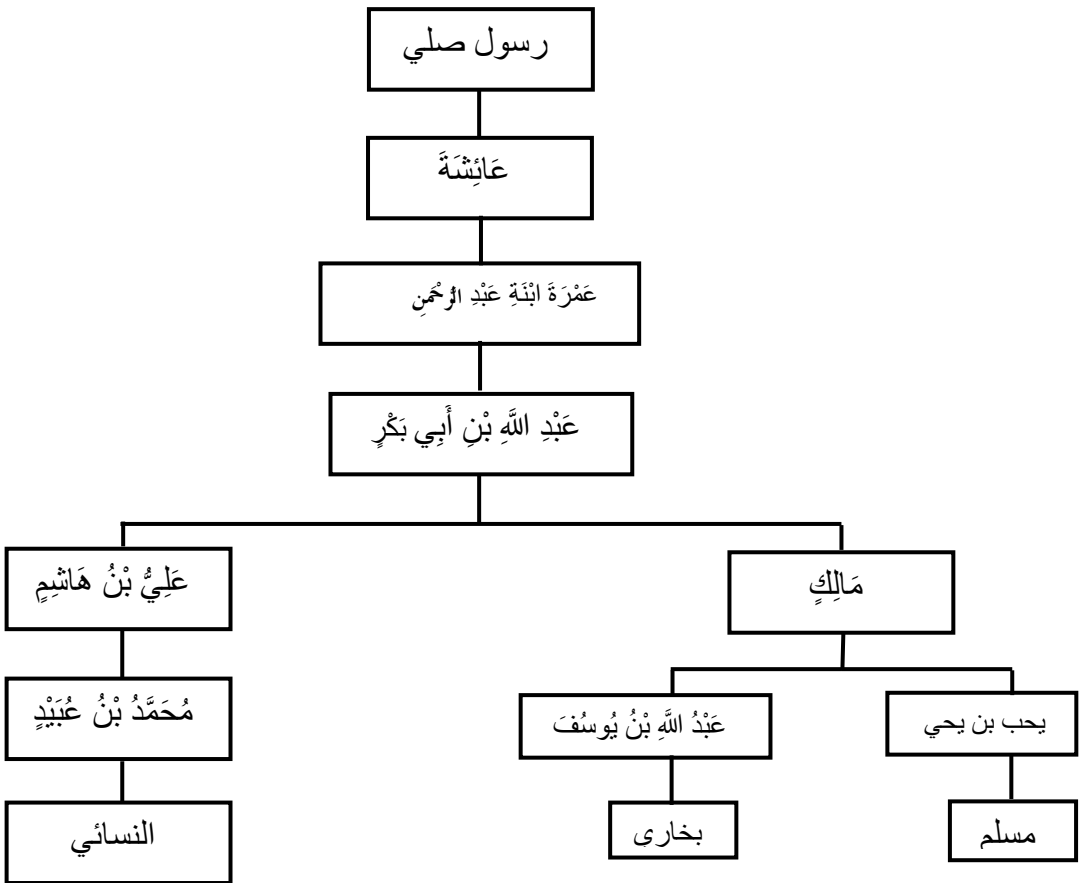 رسول صلي
عَائِشَةَ
عَمْرَةَ ابْنَةِ عَبْدِ الرَّحْمَنِ
عَبْدِ اللَّهِ بْنِ أَبِي بَكْرٍ
عَلِيُّ بْنُ هَاشِمٍ
مَالِكٍ
مُحَمَّدُ بْنُ عُبَيْدٍ
عَبْدُ اللَّهِ بْنُ يُوسُفَ
يحب بن يحي
النسائي
بخارى
مسلم